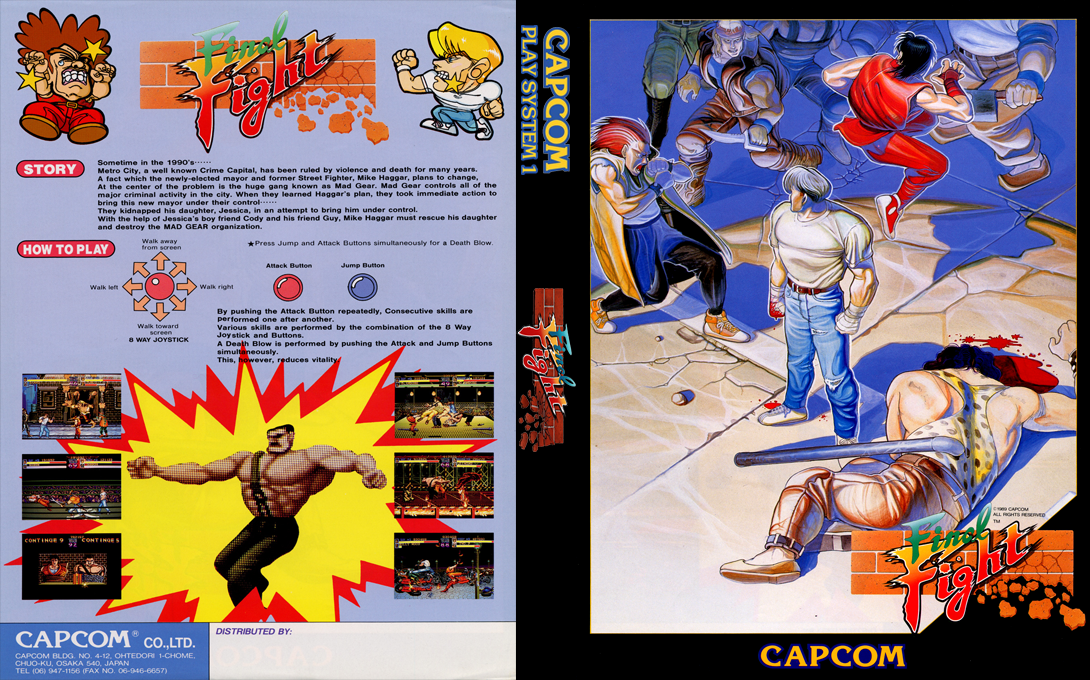 Final
Fight
STORY
Sometime in the 1990's······
Metro City, a well known Crime Capital, has been ruled by violence and death for many years.
A fact which the newly-elected mayor and former Street Fighter, Mike Haggar, plans to change,
At the center of the problem is the huge gang known as Mad Gear. Mad Gear controls all of the
major criminal activity in the city. When they learned Haggar's plan, they took immediate action to
bring this new mayor under their control······
They kidnapped his daughter, Jessica, in an attempt to bring him under control.
With the help of Jessica's boy friend Cody and his friend Guy, Mike Haggar must rescue his daughter
and destroy the MAD GEAR organization.
HOW TO PLAY
Walk away
from screen
Walk left
Walk right
Walk toward
screen
8 WAY JOYSTICK
★Press Jump and Attack Buttons simultaneously for a Death Blow.
Attack Button
Jump Button
By pushing the Attack Button repeatedly, Consecutive skills are
performed one after another.
Various skills are performed by the combination of the 8 Way
Joystick and Buttons.
A Death Blow is performed by pushing the Attack and Jump Buttons
simultaneously.
This, however, reduces vitality.
CONTINUE 9
CONTINUE 5
CAPCOM® CO.,LTD.
CAPCOM BLDG. NO. 4-12, OHTEDORI 1-CHOME,
CHUO-KU, OSAKA 540, JAPAN
TEL (06) 947-1156 (FAX NO. 06-946-6657)
DISTRIBUTED BY:
CAPCOM
PLAY SYSTEM 1
Final
Fight
©1989 CAPCOM
ALL RIGHTS RESERVED
TM
Final
Fight
CAPCOM